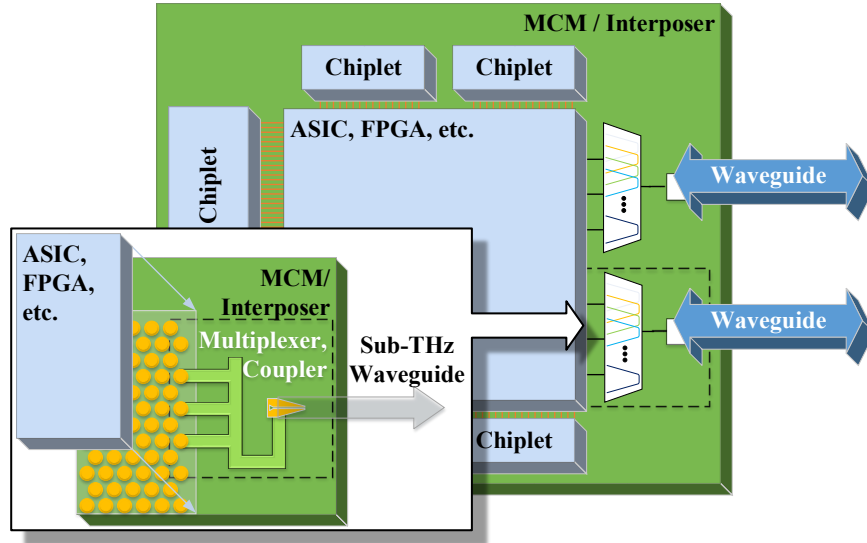 MCM / Interposer
Chiplet
Chiplet
ASIC, FPGA, etc.
Chiplet
Waveguide
Waveguide
Chiplet
ASIC,
FPGA,
etc.
MCM/
Interposer
Multiplexer,
Coupler
Sub-THz
Waveguide